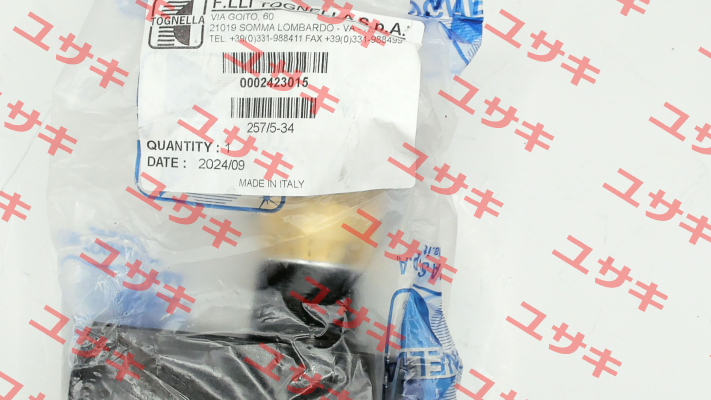 F.LLI TOGNELLA S.p.A.
TOGNELLA
VIA GOITO, 60
21019 SOMMA LOMBARDO - VA
TEL +39(0)331-988411 FAX +39(0)331-988495
0002423015
257/5-34
QUANTITY : 1
DATE : 2024/09
MADE IN ITALY
ユサキ